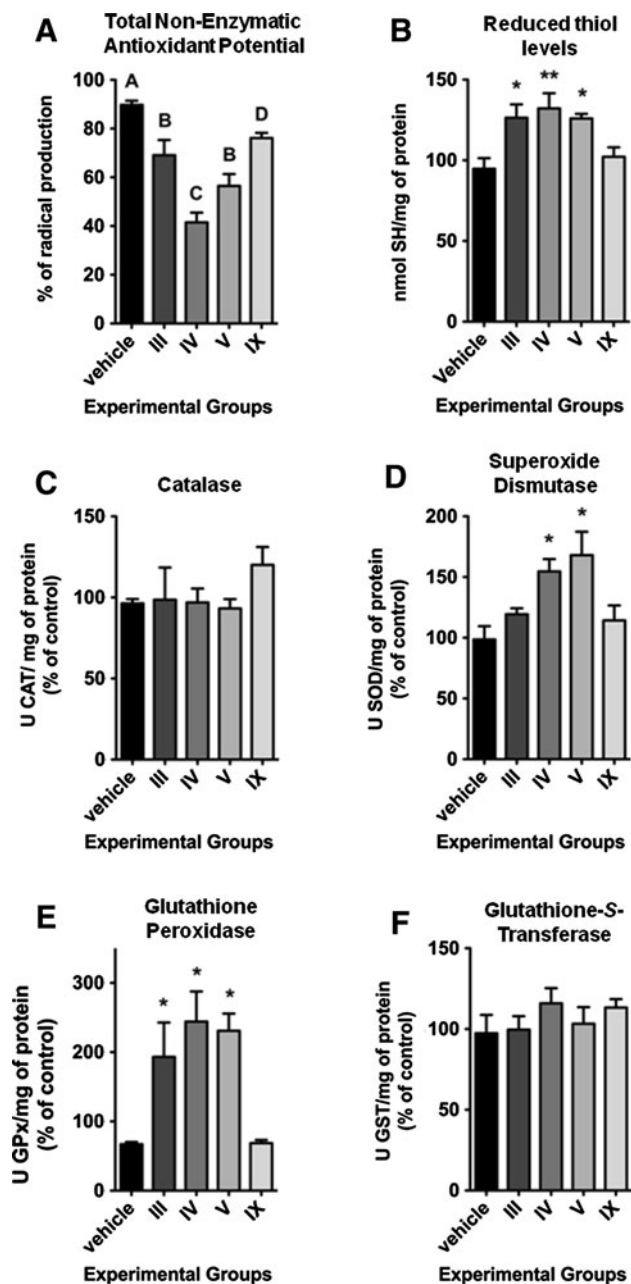 A
Total Non-Enzymatic
Antioxidant Potential
% of radical production
100
80
60
40
20
0
A
B
C
B
D
vehicle
III
IV
V
IX
Experimental Groups
B
Reduced thiol
levels
nmol SH/mg of protein
150
100
50
0
*
**
*
Vehicle
III
IV
V
IX
Experimental Groups
C
Catalase
U CAT/ mg of protein
(% of control)
150
100
50
0
vehicle
III
IV
V
IX
Experimental Groups
D
Superoxide
Dismutase
U SOD/mg of protein
(% of control)
200
150
100
50
0
*
*
vehicle
III
IV
V
IX
Experimental Groups
E
Glutathione
Peroxidase
U GPx/mg of protein
(% of control)
300
200
100
0
*
*
*
vehicle
III
IV
V
IX
Experimental Groups
F
Glutathione-S-
Transferase
U GST/mg of protein
(% of control)
150
100
50
0
vehicle
III
IV
V
IX
Experimental Groups